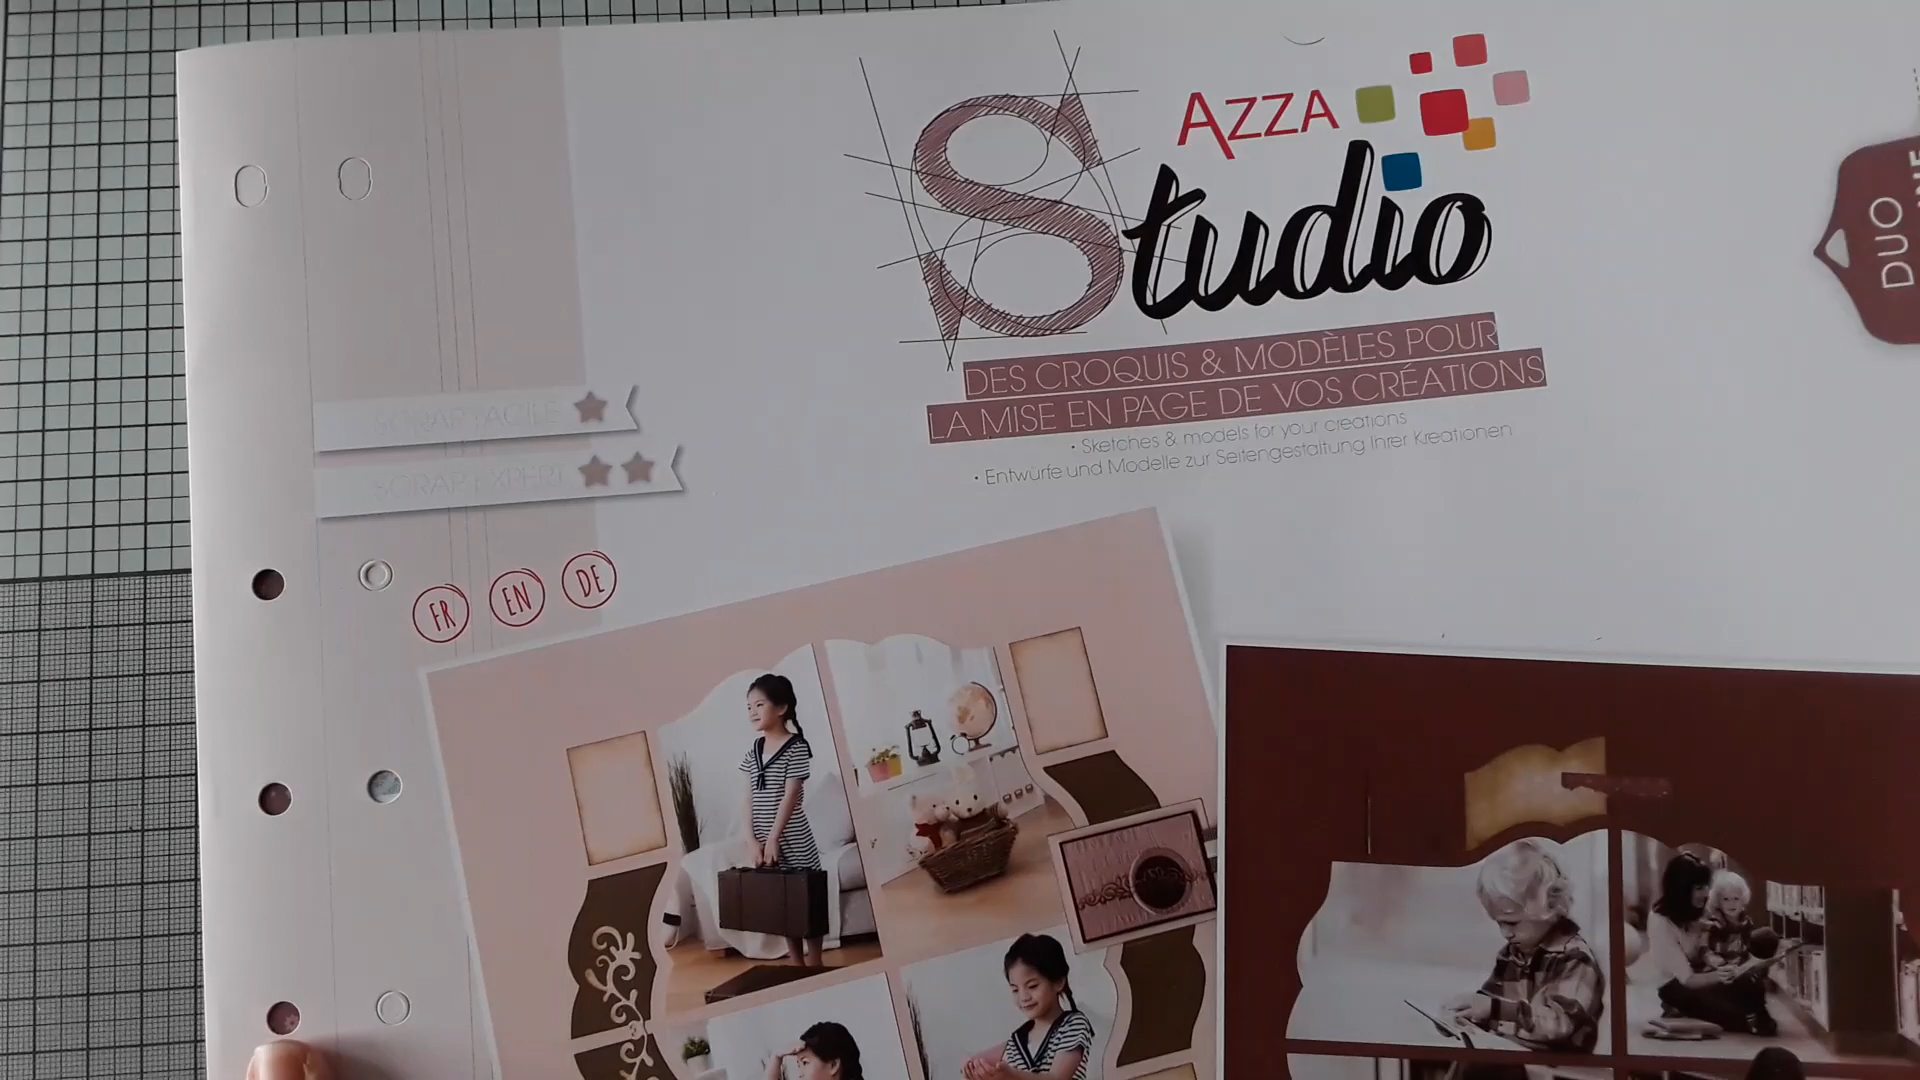 AZZA
Studio
DES CROQUIS & MODÈLES POUR
LA MISE EN PAGE DE VOS CRÉATIONS
• Sketches & models for your creations
• Entwürfe und Modelle zur Seitengestaltung Ihrer Kreationen
SCRAP FACILE
SCRAP EXPERT
FR EN DE
DUO